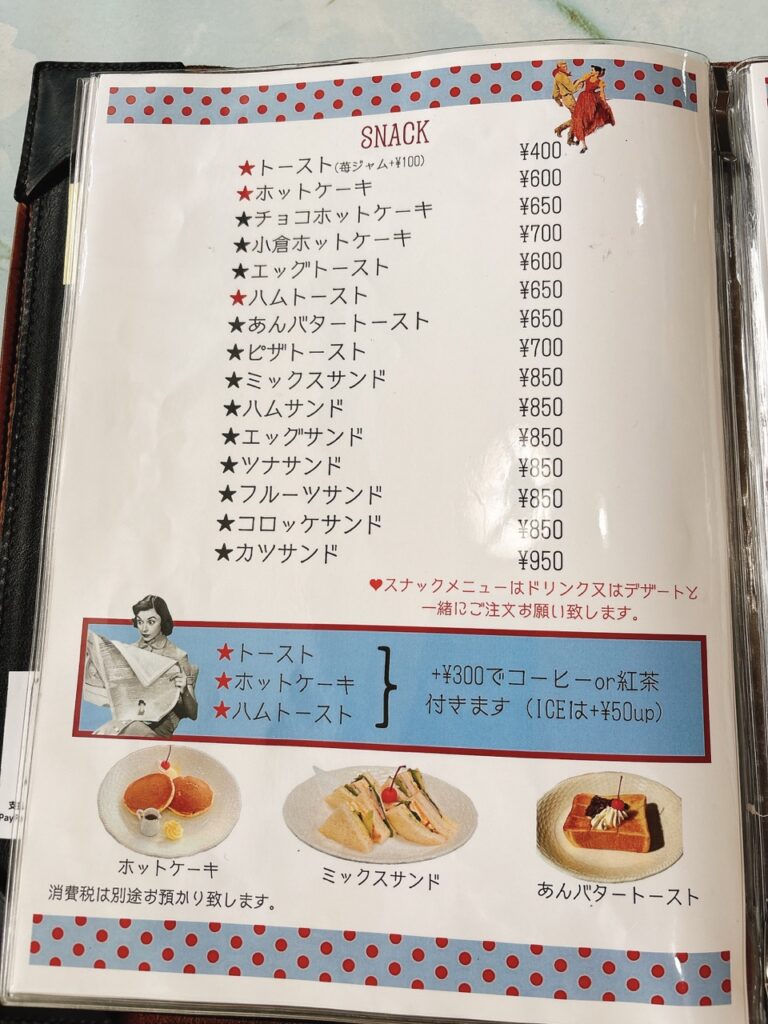 SNACK
★トースト(苺ジャム+¥100) ¥400
★ホットケーキ ¥600
★チョコホットケーキ ¥650
★小倉ホットケーキ ¥700
★エッグトースト ¥600
★ハムトースト ¥650
★あんバタートースト ¥650
★ピザトースト ¥700
★ミックスサンド ¥850
★ハムサンド ¥850
★エッグサンド ¥850
★ツナサンド ¥850
★フルーツサンド ¥850
★コロッケサンド ¥850
★カツサンド ¥950
♥スナックメニューはドリンク又はデザートと
一緒にご注文お願い致します。
★トースト
★ホットケーキ
★ハムトースト
+¥300でコーヒーor紅茶
付きます（ICEは+¥50up）
ホットケーキ
ミックスサンド
あんバタートースト
消費税は別途お預かり致します。